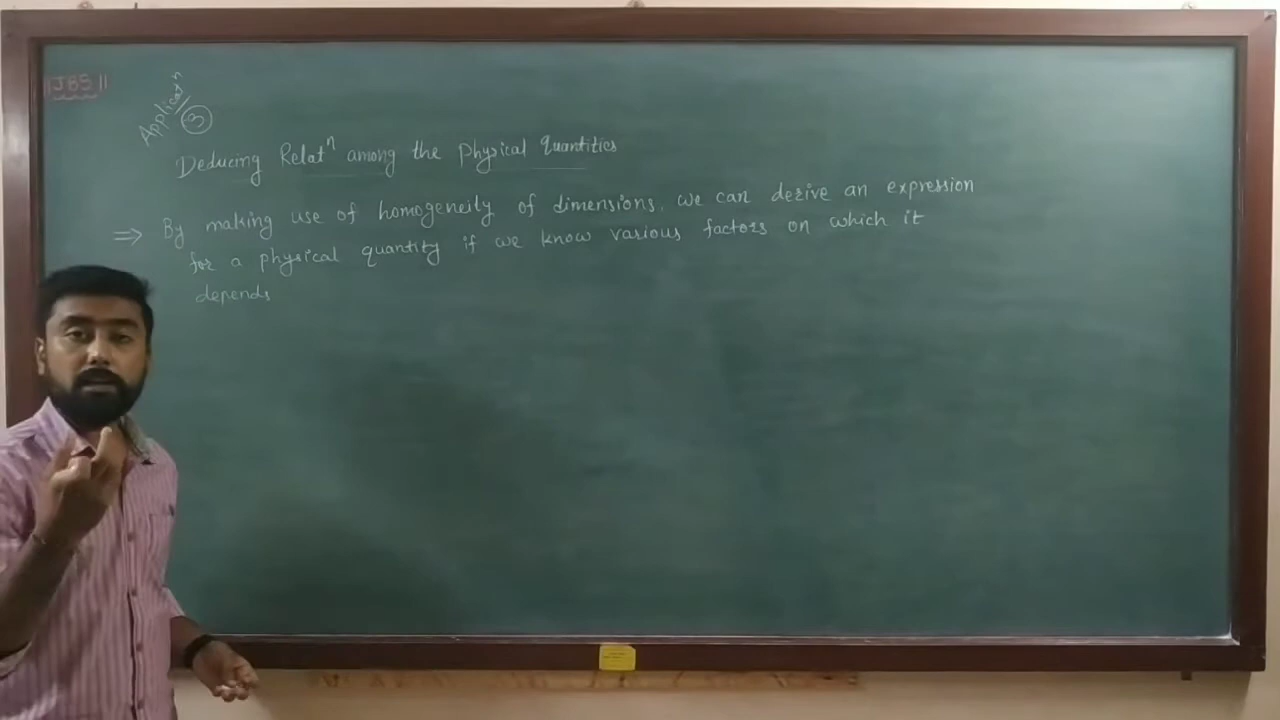 ||JBS||
Applicatⁿ
3
Deducing Relatⁿ among the Physical quantities
⇒ By making use of homogeneity of dimensions, we can derive an expression
for a physical quantity if we know various factors on which it
depends